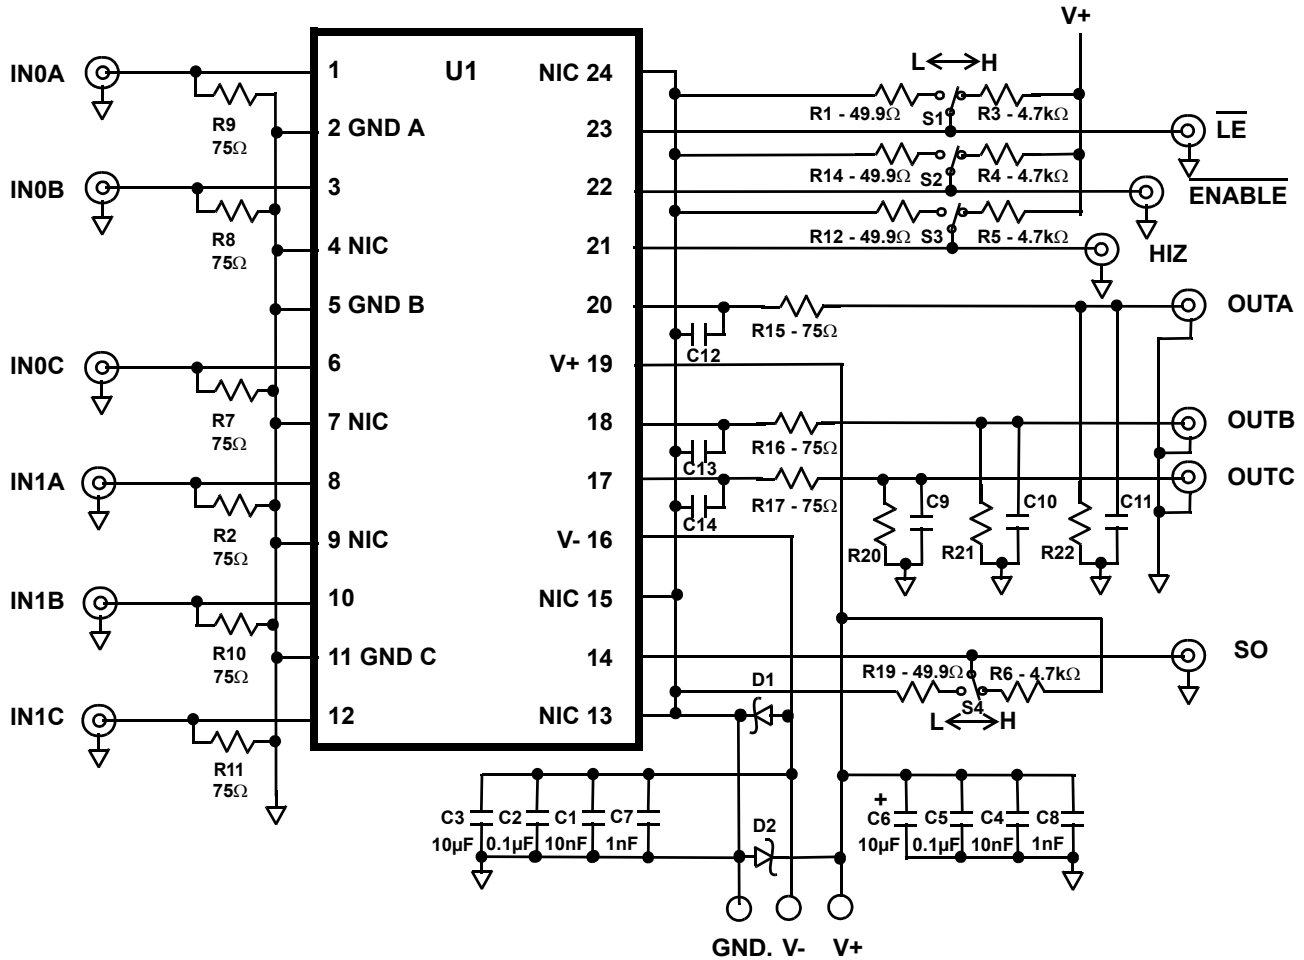 V+
IN0A
1
U1
NIC 24
L H
R1 - 49.9Ω
S1
R3 - 4.7kΩ
R9
75Ω
2 GND A
23
LE
IN0B
3
22
R14 - 49.9Ω
S2
R4 - 4.7kΩ
ENABLE
R8
75Ω
4 NIC
21
R12 - 49.9Ω
S3
R5 - 4.7kΩ
HIZ
5 GND B
20
R15 - 75Ω
OUTA
C12
IN0C
6
V+ 19
R7
75Ω
7 NIC
18
C13
R16 - 75Ω
OUTB
IN1A
8
17
C14
R17 - 75Ω
OUTC
R2
75Ω
9 NIC
V- 16
R20
C9
R21
C10
R22
C11
IN1B
10
NIC 15
R10
75Ω
11 GND C
14
SO
R19 - 49.9Ω
R6 - 4.7kΩ
S4
L H
IN1C
12
NIC 13
D1
R11
75Ω
C3
10µF
C2
0.1µF
C1
10nF
C7
1nF
D2
+
C6
10µF
C5
0.1µF
C4
10nF
C8
1nF
GND. V- V+